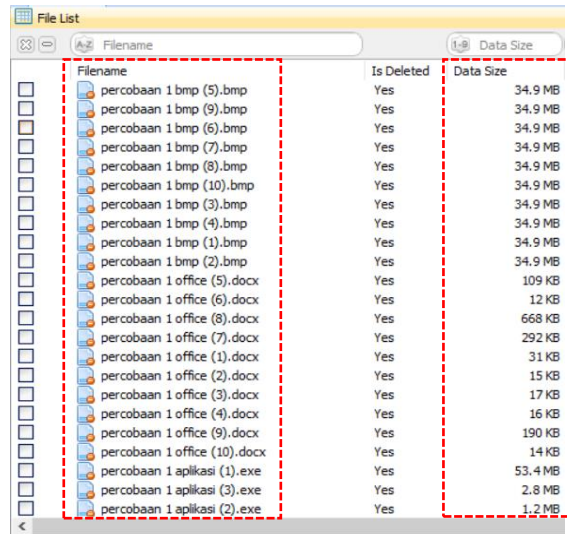 File List
A-Z Filename 1-9 Data Size
Filename Is Deleted Data Size
percobaan 1 bmp (5).bmp Yes 34.9 MB
percobaan 1 bmp (9).bmp Yes 34.9 MB
percobaan 1 bmp (6).bmp Yes 34.9 MB
percobaan 1 bmp (7).bmp Yes 34.9 MB
percobaan 1 bmp (8).bmp Yes 34.9 MB
percobaan 1 bmp (10).bmp Yes 34.9 MB
percobaan 1 bmp (3).bmp Yes 34.9 MB
percobaan 1 bmp (4).bmp Yes 34.9 MB
percobaan 1 bmp (1).bmp Yes 34.9 MB
percobaan 1 bmp (2).bmp Yes 34.9 MB
percobaan 1 office (5).docx Yes 109 KB
percobaan 1 office (6).docx Yes 12 KB
percobaan 1 office (8).docx Yes 668 KB
percobaan 1 office (7).docx Yes 292 KB
percobaan 1 office (1).docx Yes 31 KB
percobaan 1 office (2).docx Yes 15 KB
percobaan 1 office (3).docx Yes 17 KB
percobaan 1 office (4).docx Yes 16 KB
percobaan 1 office (9).docx Yes 190 KB
percobaan 1 office (10).docx Yes 14 KB
percobaan 1 aplikasi (1).exe Yes 53.4 MB
percobaan 1 aplikasi (3).exe Yes 2.8 MB
percobaan 1 aplikasi (2).exe Yes 1.2 MB